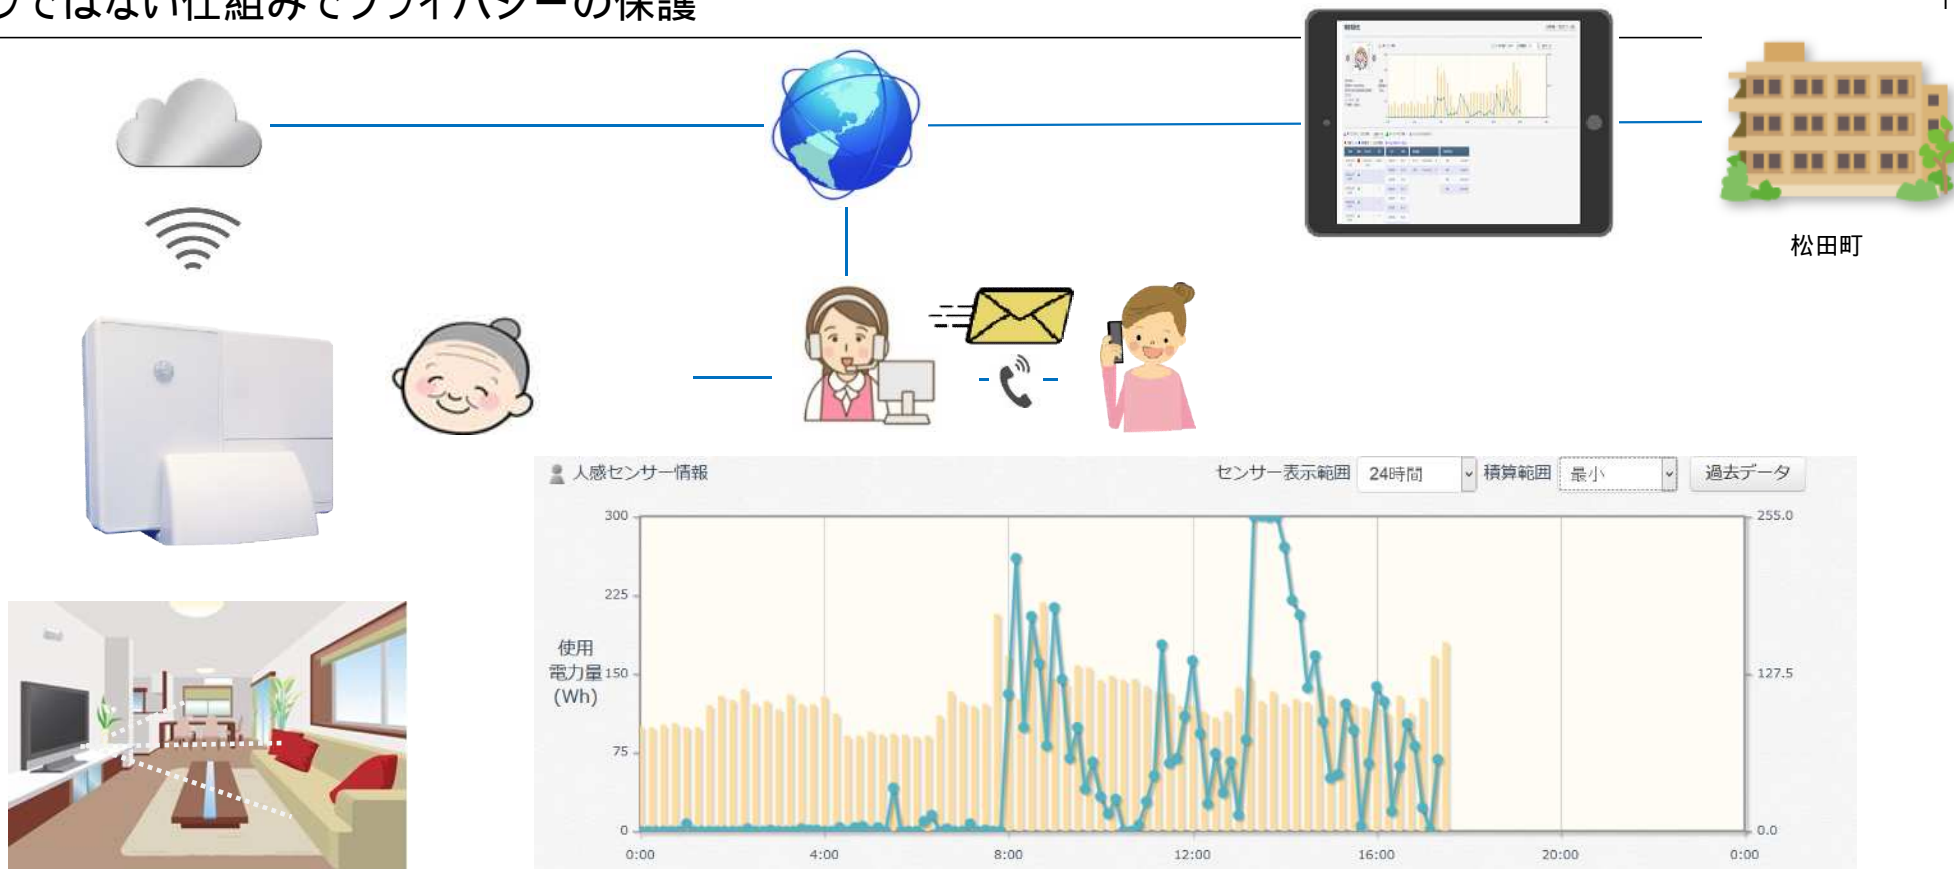 ではない仕組みでプライバシーの保護
松田町
人感センサー情報
センサー表示範囲 24時間 積算範囲 最小 過去データ
300
225
150
75
0
使用
電力量
(Wh)
255.0
127.5
0.0
0:00 4:00 8:00 12:00 16:00 20:00 0:00